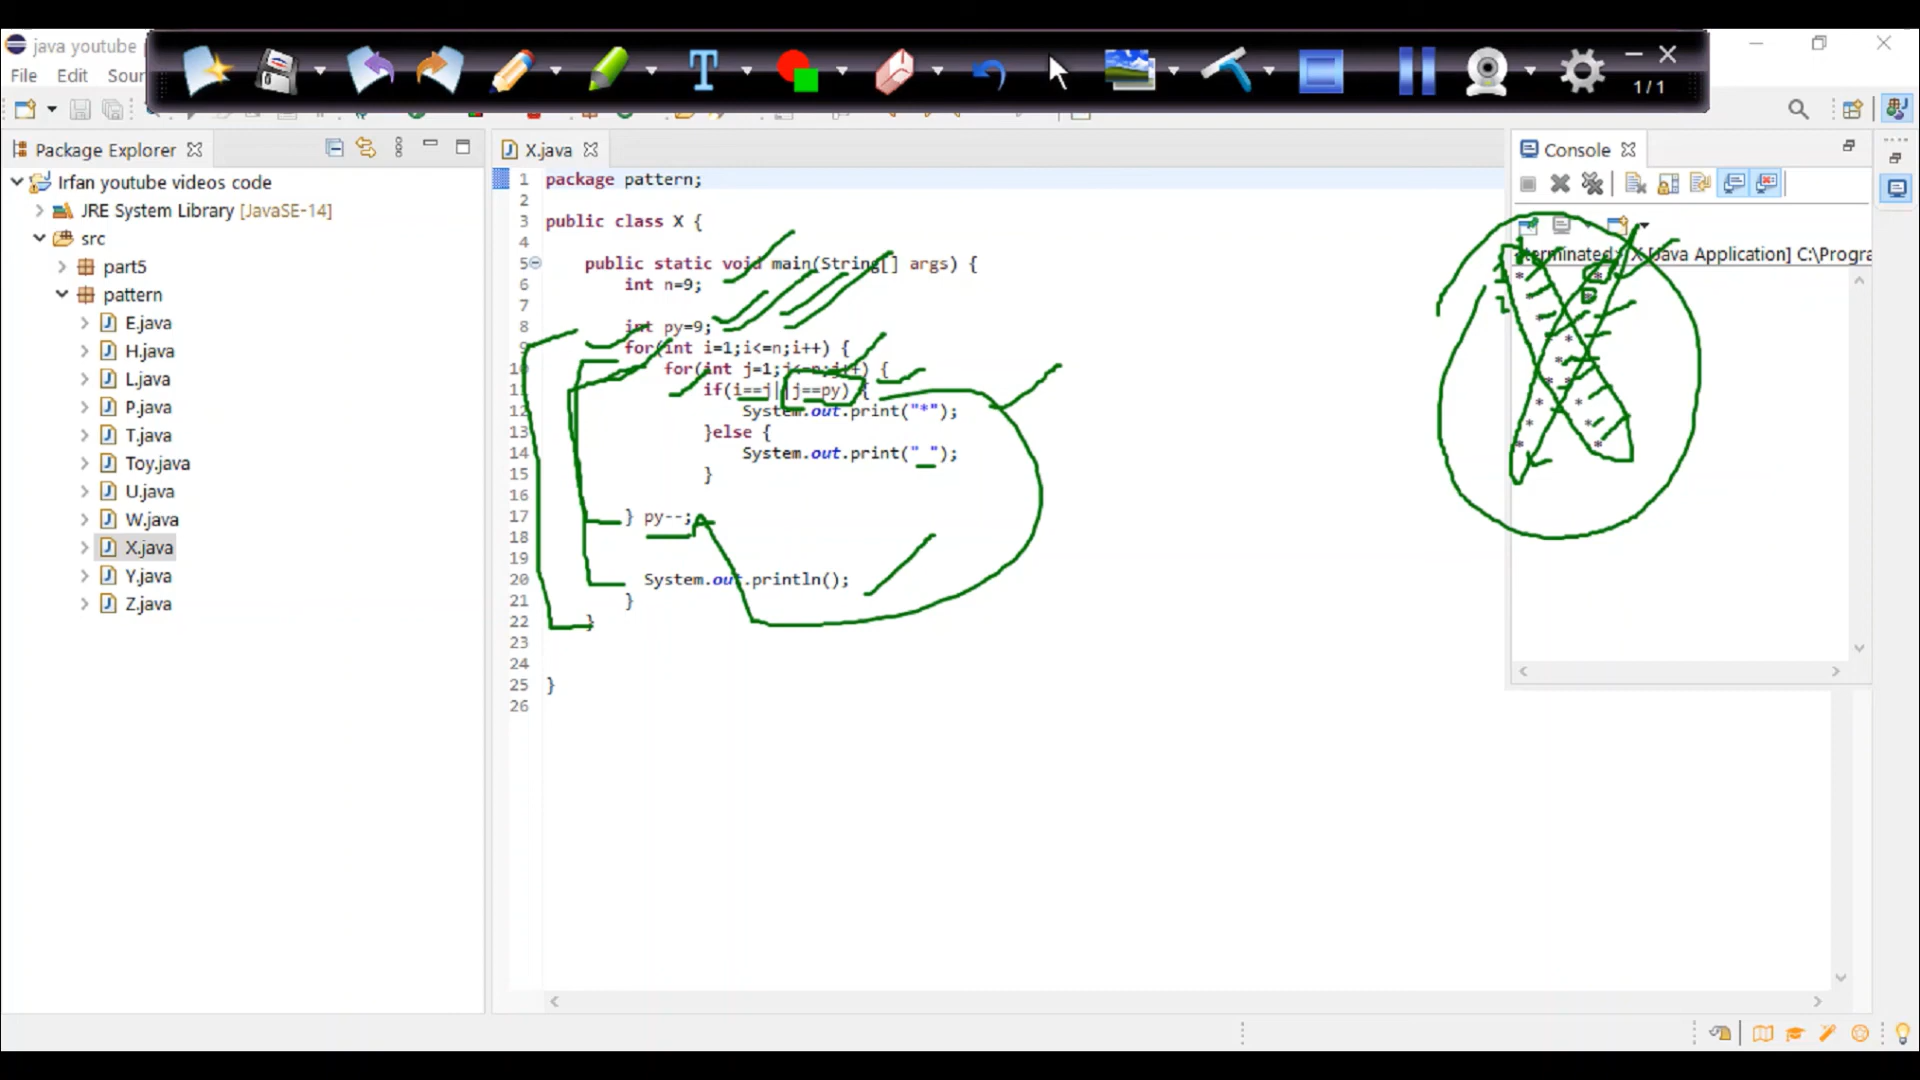 java youtube
1/1
File Edit Sour
Package Explorer
X.java
Console
Irfan youtube videos code
JRE System Library [JavaSE-14]
src
part5
pattern
E.java
H.java
L.java
P.java
T.java
Toy.java
U.java
W.java
X.java
Y.java
Z.java
1 package pattern;
2
3 public class X {
4
5 public static void main(String[] args) {
6 int n=9;
7
8 int py=9;
9 for(int i=1;i<=n;i++) {
10 for(int j=1;j<=n;j++) {
11 if(i==j||j==py) {
12 System.out.print("*");
13 }else {
14 System.out.print(" ");
15 }
16
17 } py--;
18
19
20 System.out.println();
21 }
22 }
23
24
25 }
26
<terminated> X [Java Application] C:\Progra
* *
* *
*
* *
* *
* *
* *
* *